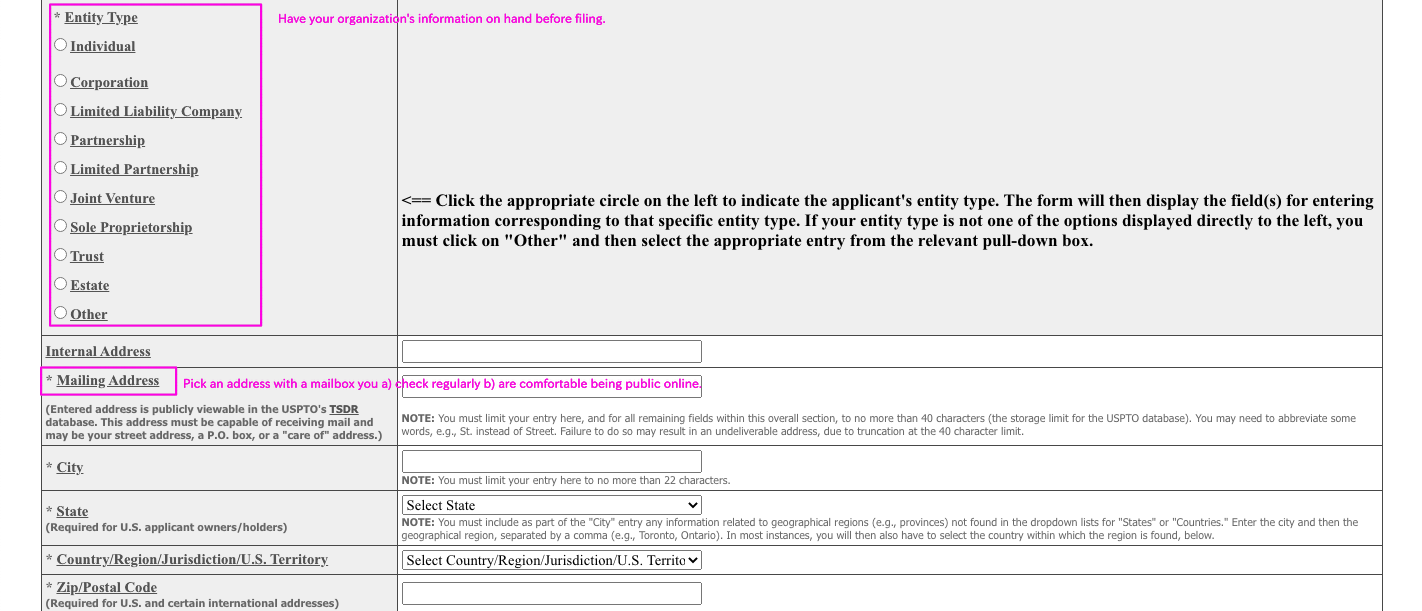 * Entity Type
Have your organization's information on hand before filing.
Individual
Corporation
Limited Liability Company
Partnership
Limited Partnership
Joint Venture
Sole Proprietorship
Trust
Estate
Other
<== Click the appropriate circle on the left to indicate the applicant's entity type. The form will then display the field(s) for entering
information corresponding to that specific entity type. If your entity type is not one of the options displayed directly to the left, you
must click on "Other" and then select the appropriate entry from the relevant pull-down box.
Internal Address
* Mailing Address
Pick an address with a mailbox you a) check regularly b) are comfortable being public online.
(Entered address is publicly viewable in the USPTO's TSDR
database. This address must be capable of receiving mail and
may be your street address, a P.O. box, or a "care of" address.)
NOTE: You must limit your entry here, and for all remaining fields within this overall section, to no more than 40 characters (the storage limit for the USPTO database). You may need to abbreviate some
words, e.g., St. instead of Street. Failure to do so may result in an undeliverable address, due to truncation at the 40 character limit.
* City
NOTE: You must limit your entry here to no more than 22 characters.
* State
(Required for U.S. applicant owners/holders)
Select State
NOTE: You must include as part of the "City" entry any information related to geographical regions (e.g., provinces) not found in the dropdown lists for "States" or "Countries." Enter the city and then the
geographical region, separated by a comma (e.g., Toronto, Ontario). In most instances, you will then also have to select the country within which the region is found, below.
* Country/Region/Jurisdiction/U.S. Territory
Select Country/Region/Jurisdiction/U.S. Territo
* Zip/Postal Code
(Required for U.S. and certain international addresses)